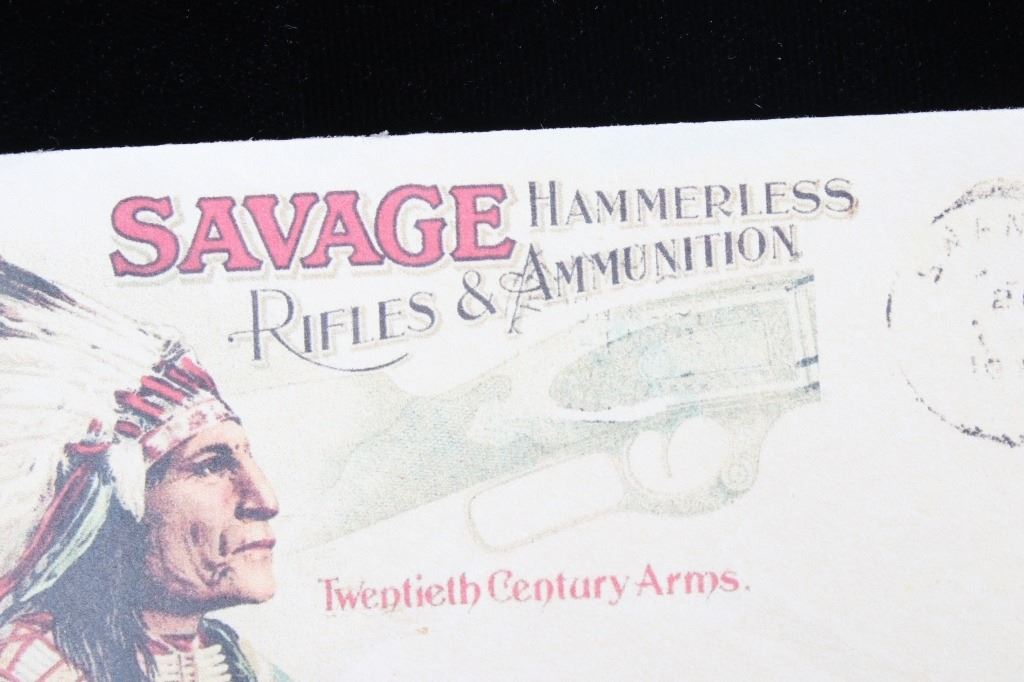 SAVAGE HAMMERLESS
RIFLES & AMMUNITION
Twentieth Century Arms.